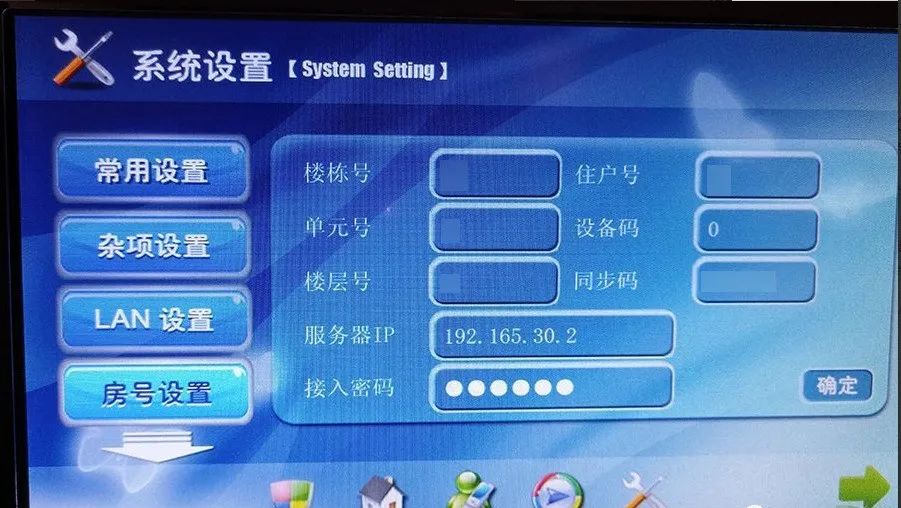 系统设置【System Setting】
常用设置
杂项设置
LAN 设置
房号设置
楼栋号
住户号
单元号
设备码 0
楼层号
同步码
服务器IP 192.165.30.2
接入密码 ●●●●●●
确定